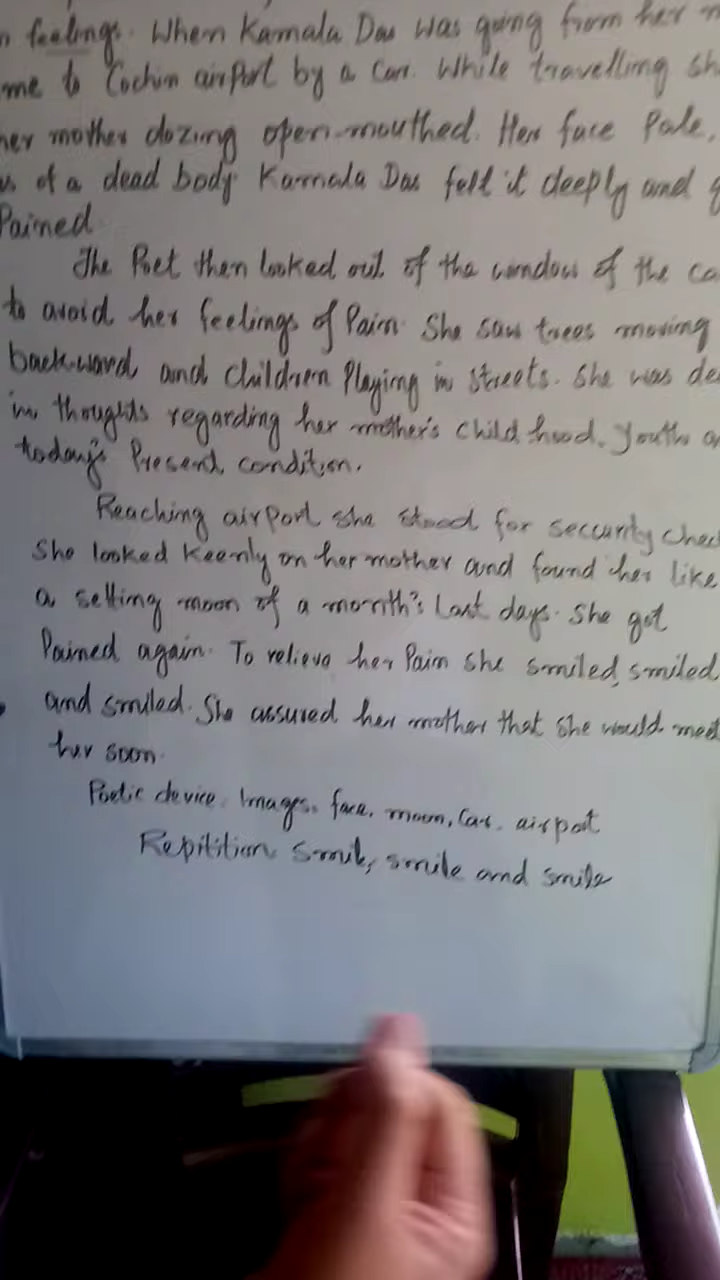 feelings. When Kamala Das was going from her
me to Cochin airport by a car. While travelling sh
her mother dozing open-mouthed. Her face Pale,
of a dead body. Kamala Das felt it deeply and g
Pained.
The Poet then looked out of the window of the ca
to avoid her feelings of Pain. She saw trees moving
backward and children Playing in streets. She was de
in thoughts regarding her mother's child hood, youth a
today's Present condition.
Reaching airport she stood for security chec
She looked keenly on her mother and found her like
a setting moon of a month's last days. She got
Pained again. To relieve her Pain she smiled, smiled
and smiled. She assured her mother that she would meet
her soon.
Poetic device. Images. face, moon, Car, airport
Repitition. Smile, smile and smile